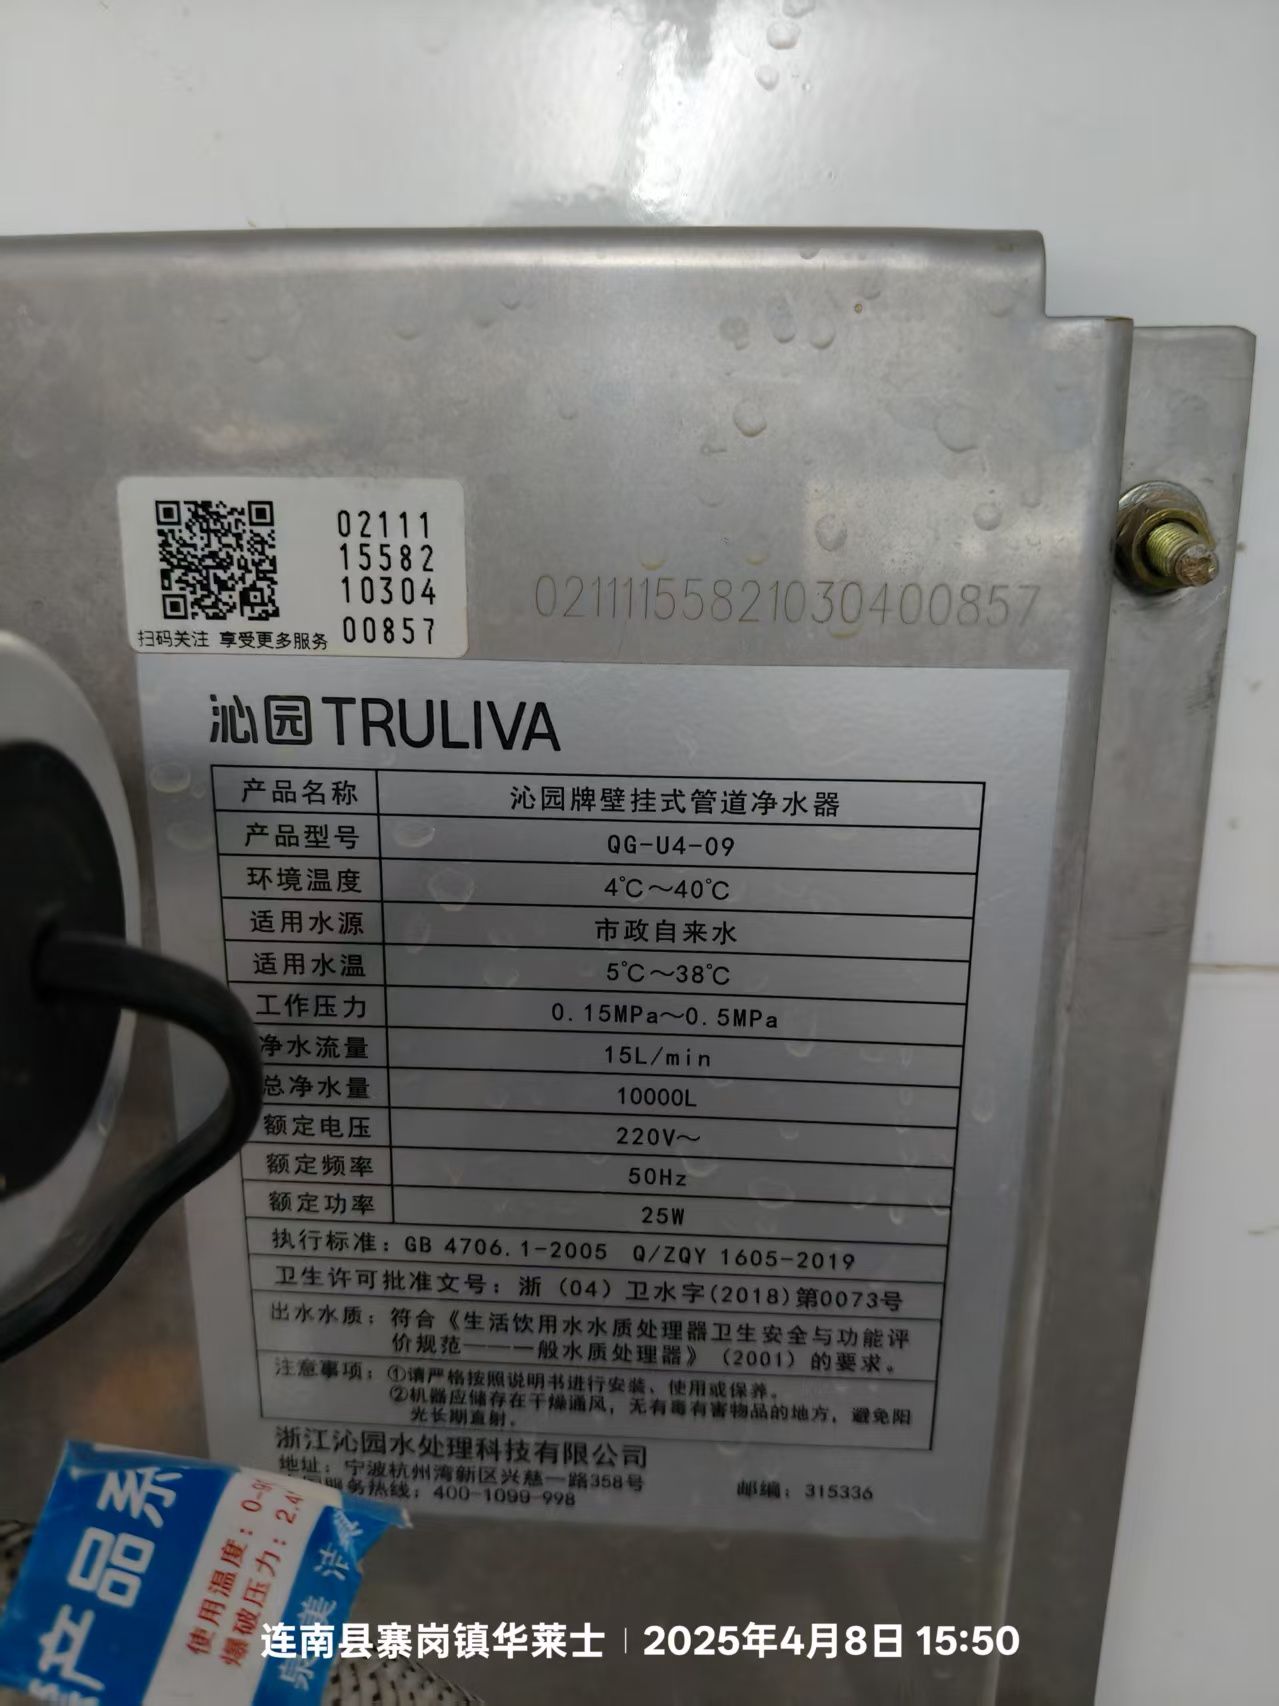 02111
15582
10304
00857
扫码关注 享受更多服务
02111155821030400857
沁园 TRULIVA
产品名称 沁园牌壁挂式管道净水器
产品型号 QG-U4-09
环境温度 4℃～40℃
适用水源 市政自来水
适用水温 5℃～38℃
工作压力 0.15MPa～0.5MPa
净水流量 15L/min
总净水量 10000L
额定电压 220V～
额定频率 50Hz
额定功率 25W
执行标准：GB 4706.1-2005 Q/ZQY 1605-2019
卫生许可批准文号：浙（04）卫水字(2018)第0073号
出水水质：符合《生活饮用水水质处理器卫生安全与功能评
价规范———一般水质处理器》（2001）的要求。
注意事项：①请严格按照说明书进行安装、使用或保养。
②机器应储存在干燥通风，无有毒有害物品的地方，避免阳
光长期直射。
浙江沁园水处理科技有限公司
地址：宁波杭州湾新区兴慈一路358号 邮编：315336
服务热线：400-1099-998
产品系
使用温度：0-9
爆破压力：2.4
泉美 洁
连南县寨岗镇华莱士 | 2025年4月8日 15:50